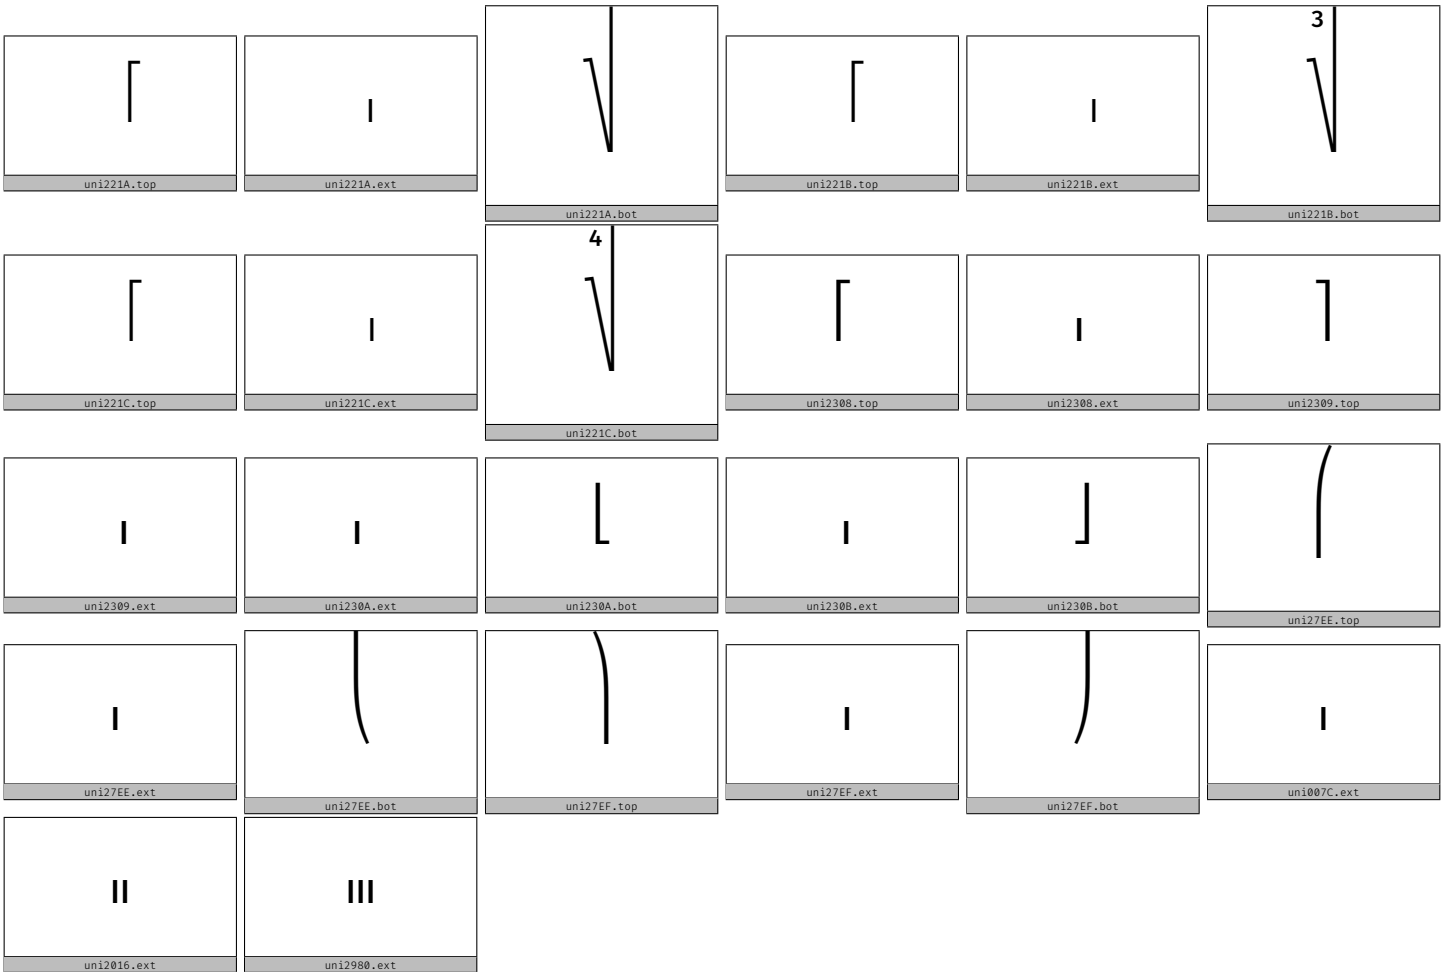 3
uni221A.top uni221A.ext uni221A.bot uni221B.top uni221B.ext uni221B.bot
4
uni221C.top uni221C.ext uni221C.bot uni2308.top uni2308.ext uni2309.top
uni2309.ext uni230A.ext uni230A.bot uni230B.ext uni230B.bot uni27EE.top
uni27EE.ext uni27EE.bot uni27EF.top uni27EF.ext uni27EF.bot uni007C.ext
uni2016.ext uni2980.ext